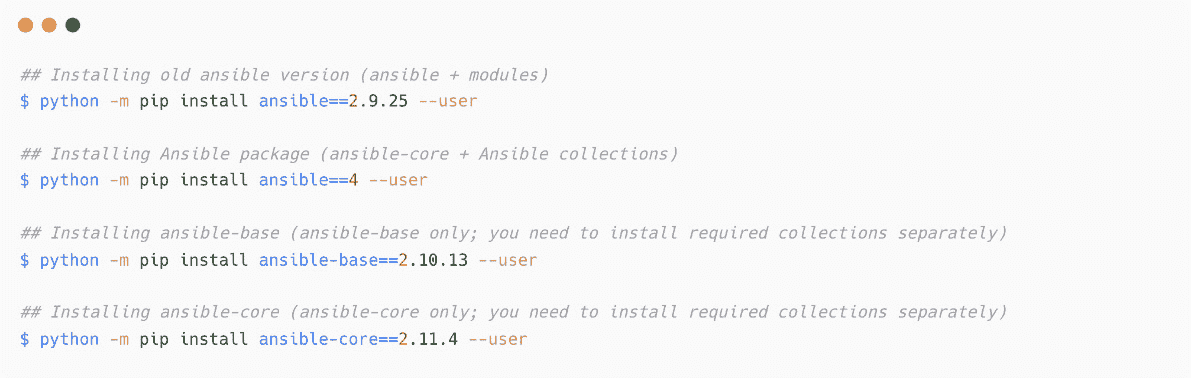 ## Installing old ansible version (ansible + modules)
$ python -m pip install ansible==2.9.25 --user
## Installing Ansible package (ansible-core + Ansible collections)
$ python -m pip install ansible==4 --user
## Installing ansible-base (ansible-base only; you need to install required collections separately)
$ python -m pip install ansible-base==2.10.13 --user
## Installing ansible-core (ansible-core only; you need to install required collections separately)
$ python -m pip install ansible-core==2.11.4 --user